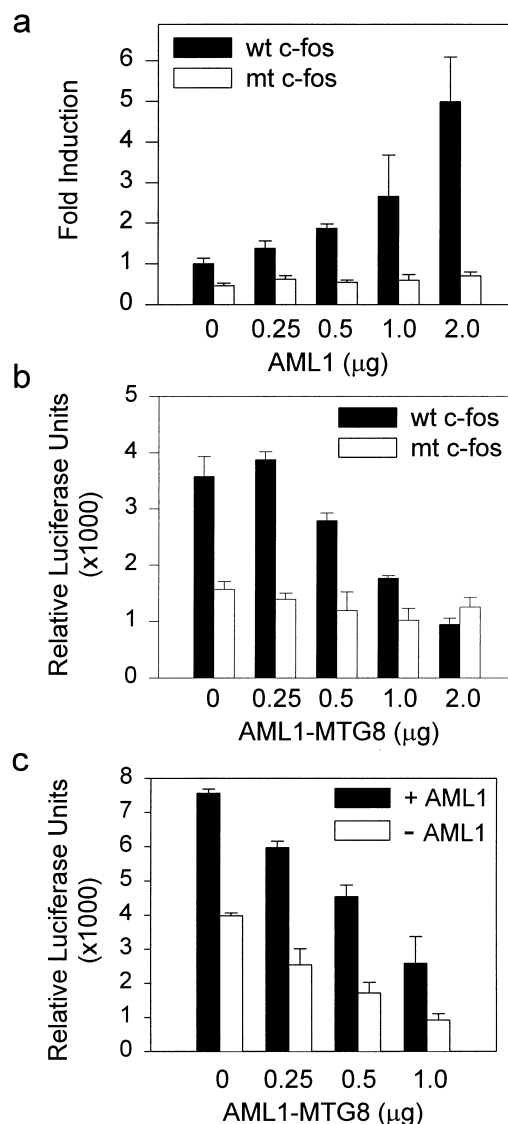 a
Fold Induction
6
5
4
3
2
1
0
wt c-fos
mt c-fos
0 0.25 0.5 1.0 2.0
AML1 (μg)
b
Relative Luciferase Units
(x1000)
5
4
3
2
1
0
wt c-fos
mt c-fos
0 0.25 0.5 1.0 2.0
AML1-MTG8 (μg)
c
Relative Luciferase Units
(x1000)
8
7
6
5
4
3
2
1
0
+ AML1
- AML1
0 0.25 0.5 1.0
AML1-MTG8 (μg)